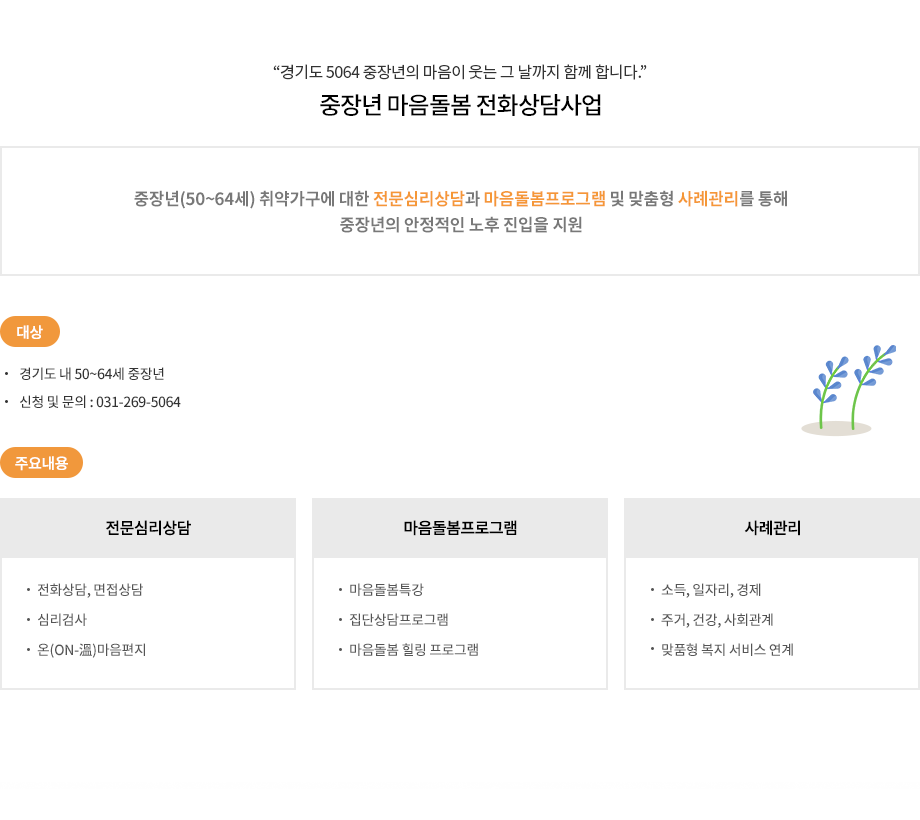 “경기도 5064 중장년의 마음이 웃는 그 날까지 함께 합니다.”
중장년 마음돌봄 전화상담사업
중장년(50~64세) 취약가구에 대한 전문심리상담과 마음돌봄프로그램 및 맞춤형 사례관리를 통해
중장년의 안정적인 노후 진입을 지원
대상
• 경기도 내 50~64세 중장년
• 신청 및 문의 : 031-269-5064
주요내용
전문심리상담
• 전화상담, 면접상담
• 심리검사
• 온(ON-溫)마음편지
마음돌봄프로그램
• 마음돌봄특강
• 집단상담프로그램
• 마음돌봄 힐링 프로그램
사례관리
• 소득, 일자리, 경제
• 주거, 건강, 사회관계
• 맞품형 복지 서비스 연계